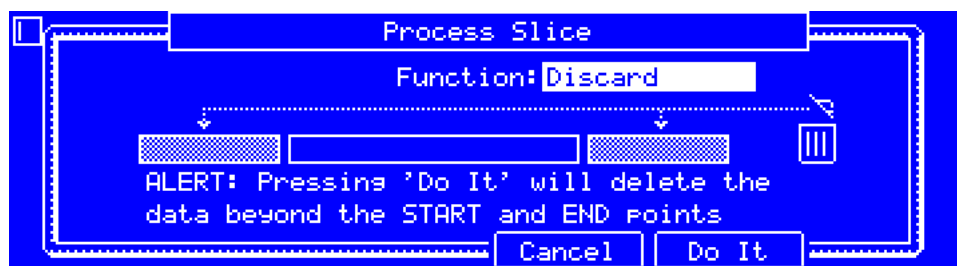 Process Slice
Function:Discard
ALERT: Pressing 'Do It' will delete the
data beyond the START and END points
Cancel
Do It